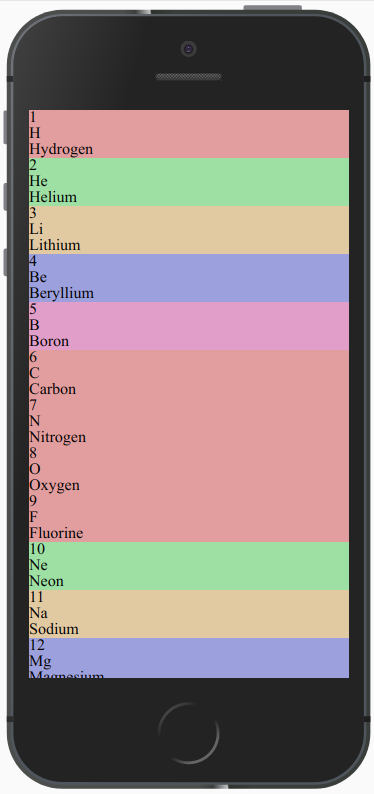 1
H
Hydrogen
2
He
Helium
3
Li
Lithium
4
Be
Beryllium
5
B
Boron
6
C
Carbon
7
N
Nitrogen
8
O
Oxygen
9
F
Fluorine
10
Ne
Neon
11
Na
Sodium
12
Mg
Magnesium